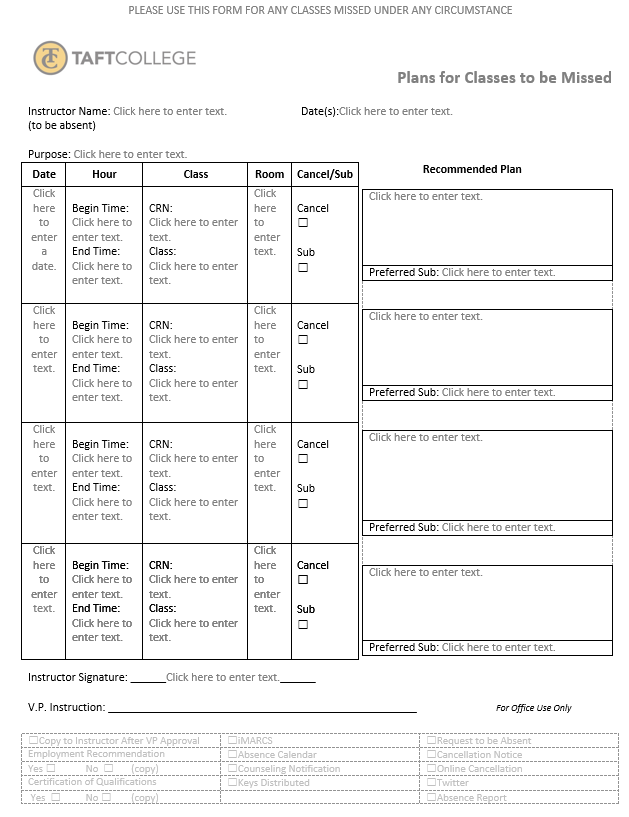 PLEASE USE THIS FORM FOR ANY CLASSES MISSED UNDER ANY CIRCUMSTANCE
TC TAFTCOLLEGE
Plans for Classes to be Missed
Instructor Name: Click here to enter text. Date(s):Click here to enter text.
(to be absent)
Purpose: Click here to enter text.
Date Hour Class Room Cancel/Sub Recommended Plan
Click
here
to
enter
a
date.
Begin Time:
Click here to
enter text.
End Time:
Click here to
enter text.
CRN:
Click here to enter
text.
Class:
Click here to enter
text.
Click
here
to
enter
text.
Cancel
☐
Sub
☐
Click here to enter text.
Preferred Sub: Click here to enter text.
Click
here
to
enter
text.
Begin Time:
Click here to
enter text.
End Time:
Click here to
enter text.
CRN:
Click here to enter
text.
Class:
Click here to enter
text.
Click
here
to
enter
text.
Cancel
☐
Sub
☐
Click here to enter text.
Preferred Sub: Click here to enter text.
Click
here
to
enter
text.
Begin Time:
Click here to
enter text.
End Time:
Click here to
enter text.
CRN:
Click here to enter
text.
Class:
Click here to enter
text.
Click
here
to
enter
text.
Cancel
☐
Sub
☐
Click here to enter text.
Preferred Sub: Click here to enter text.
Click
here
to
enter
text.
Begin Time:
Click here to
enter text.
End Time:
Click here to
enter text.
CRN:
Click here to enter
text.
Class:
Click here to enter
text.
Click
here
to
enter
text.
Cancel
☐
Sub
☐
Click here to enter text.
Preferred Sub: Click here to enter text.
Instructor Signature: ______Click here to enter text.______
V.P. Instruction: ____________________ For Office Use Only
☐Copy to Instructor After VP Approval ☐iMARCS ☐Request to be Absent
Employment Recommendation ☐Absence Calendar ☐Cancellation Notice
Yes ☐ No ☐ (copy) ☐Counseling Notification ☐Online Cancellation
Certification of Qualifications ☐Keys Distributed ☐Twitter
Yes ☐ No ☐ (copy) ☐Absence Report